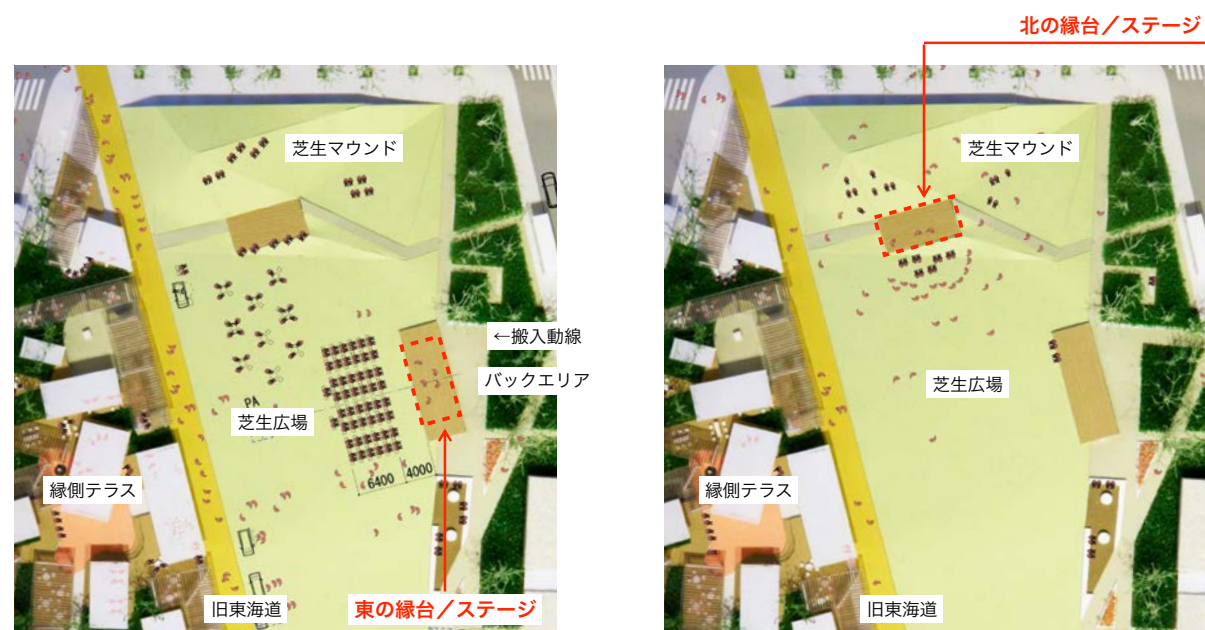 北の縁台／ステージ
芝生マウンド
←搬入動線
バックエリア
PA
芝生広場
6400
4000
縁側テラス
旧東海道
東の縁台／ステージ
芝生マウンド
芝生広場
縁側テラス
旧東海道